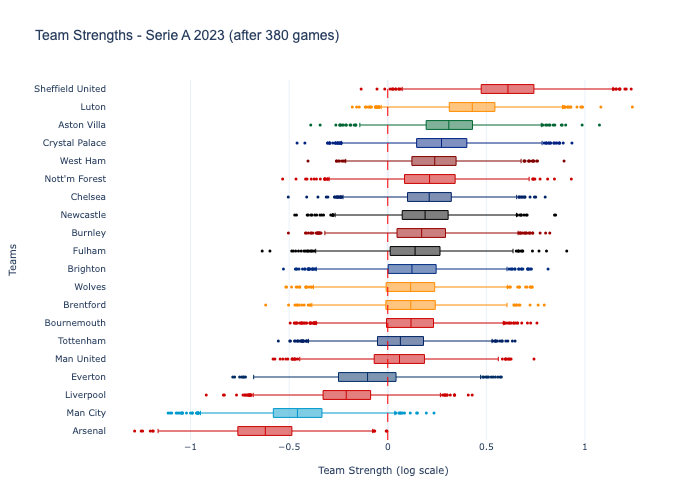 Team Strengths - Serie A 2023 (after 380 games)
Sheffield United
Luton
Aston Villa
Crystal Palace
West Ham
Nott'm Forest
Chelsea
Newcastle
Burnley
Fulham
Brighton
Wolves
Brentford
Bournemouth
Tottenham
Man United
Everton
Liverpool
Man City
Arsenal
Teams
−1
−0.5
0
0.5
1
Team Strength (log scale)